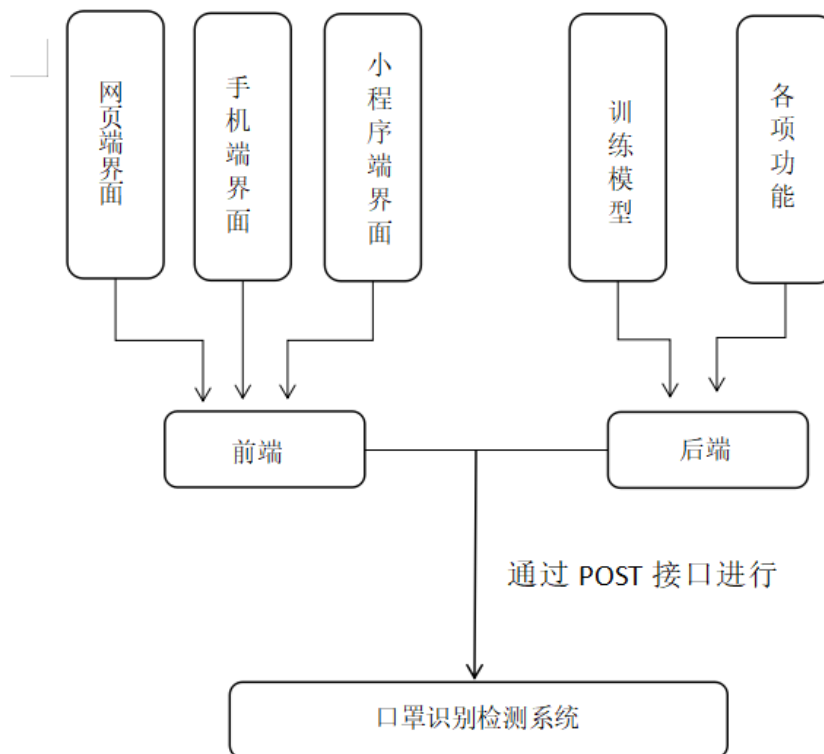 网页端界面
手机端界面
小程序端界面
训练模型
各项功能
前端
后端
通过 POST 接口进行
口罩识别检测系统